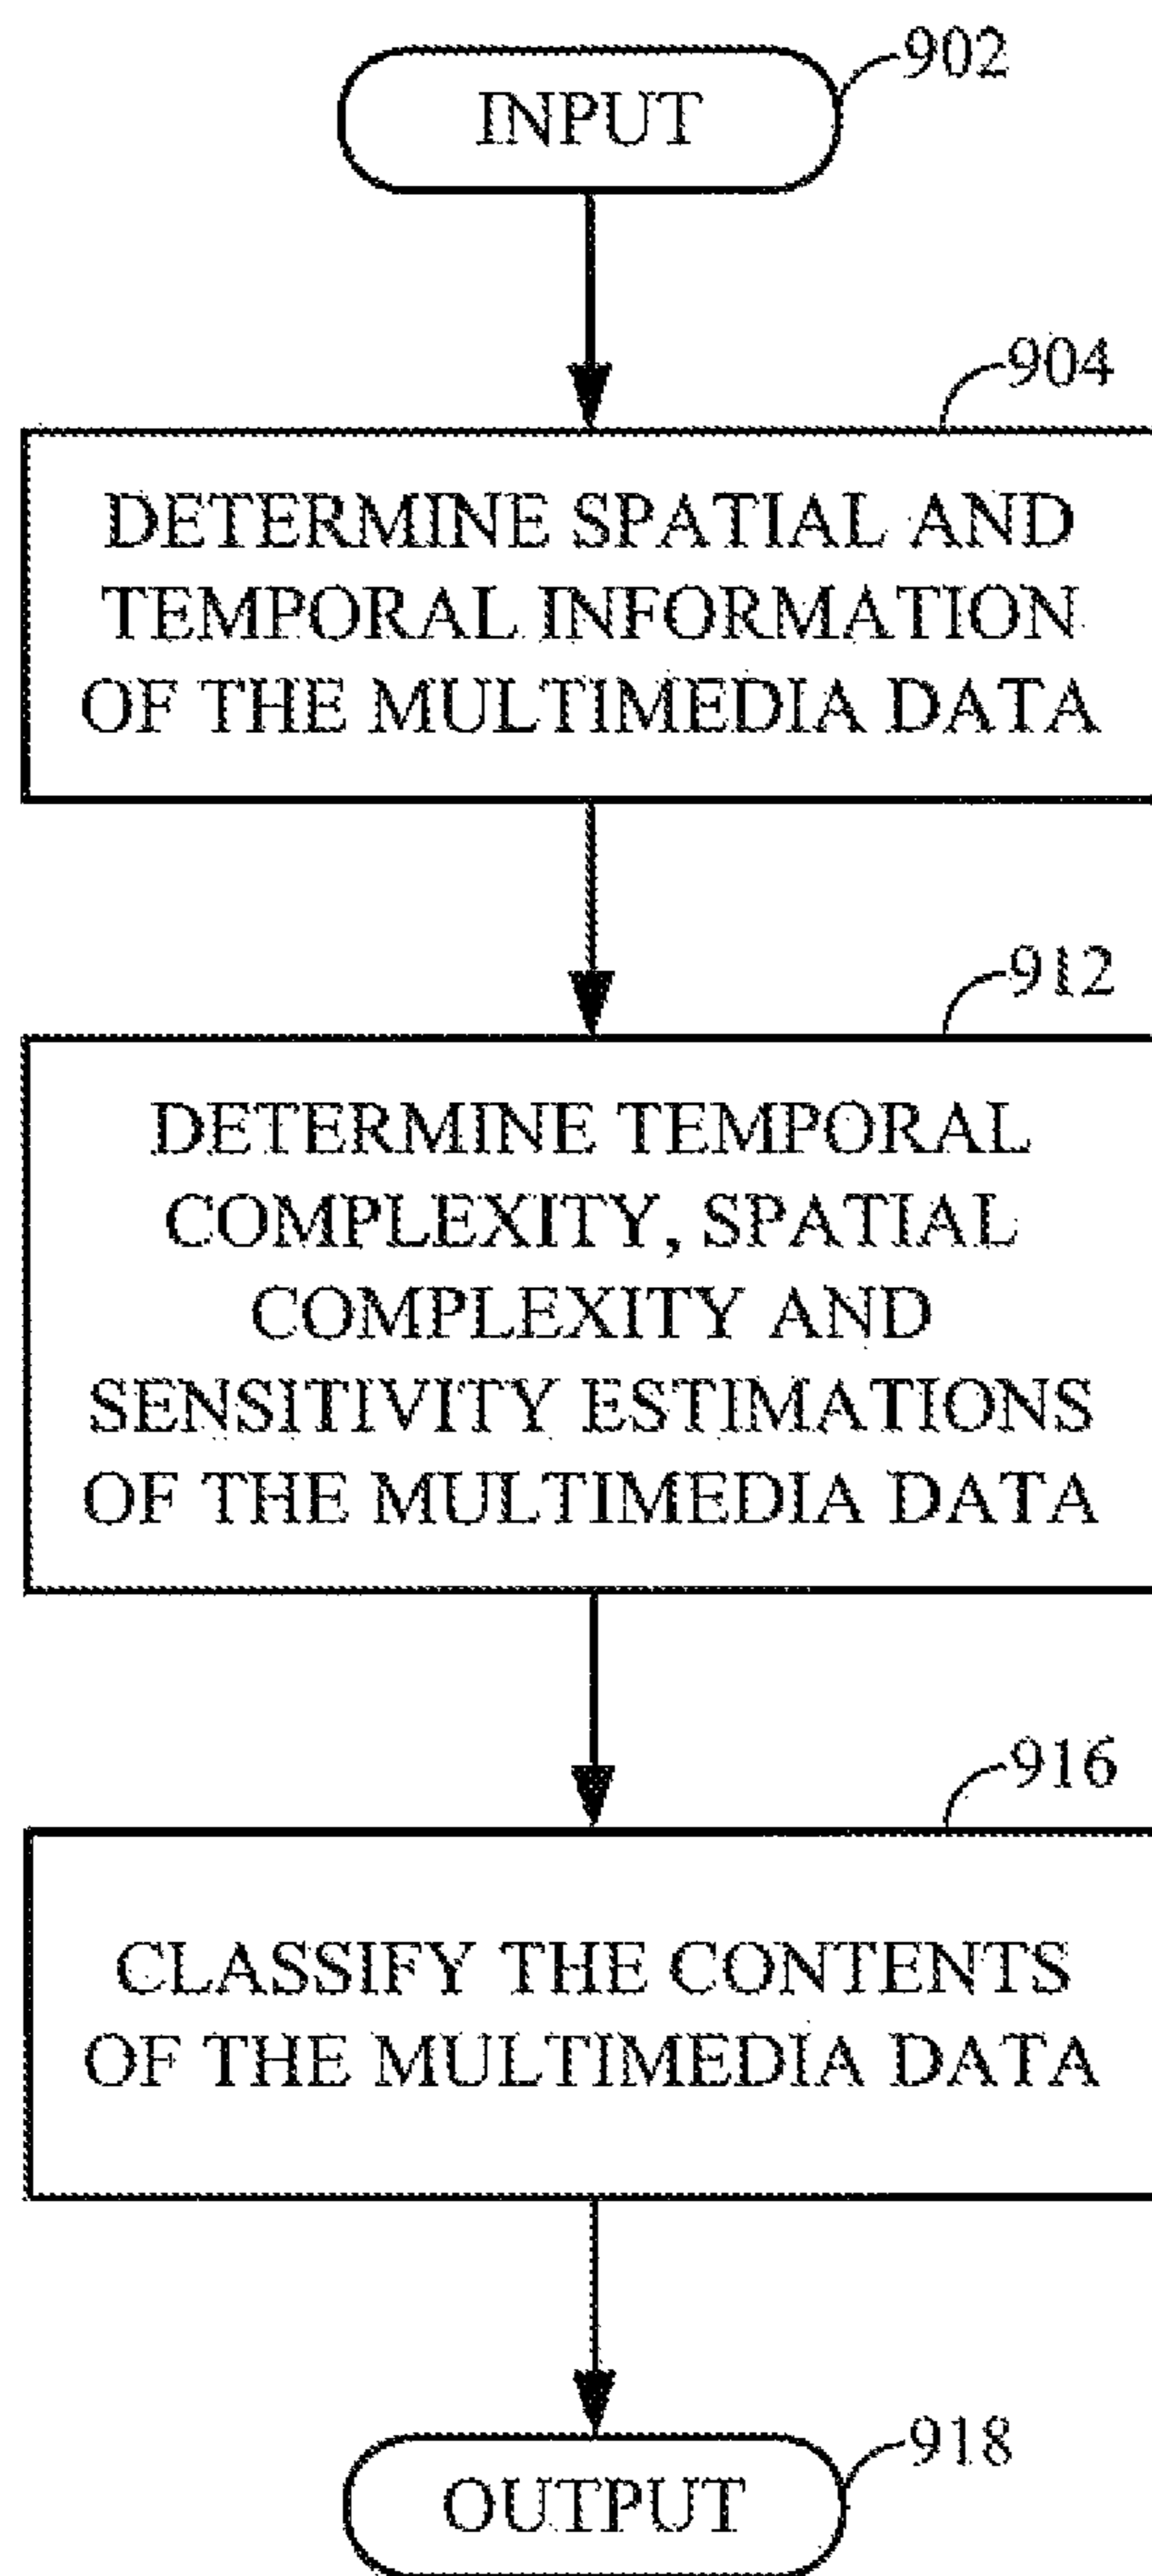 902
INPUT
904
DETERMINE SPATIAL AND
TEMPORAL INFORMATION
OF THE MULTIMEDIA DATA
912
DETERMINE TEMPORAL
COMPLEXITY, SPATIAL
COMPLEXITY AND
SENSITIVITY ESTIMATIONS
OF THE MULTIMEDIA DATA
916
CLASSIFY THE CONTENTS
OF THE MULTIMEDIA DATA
918
OUTPUT